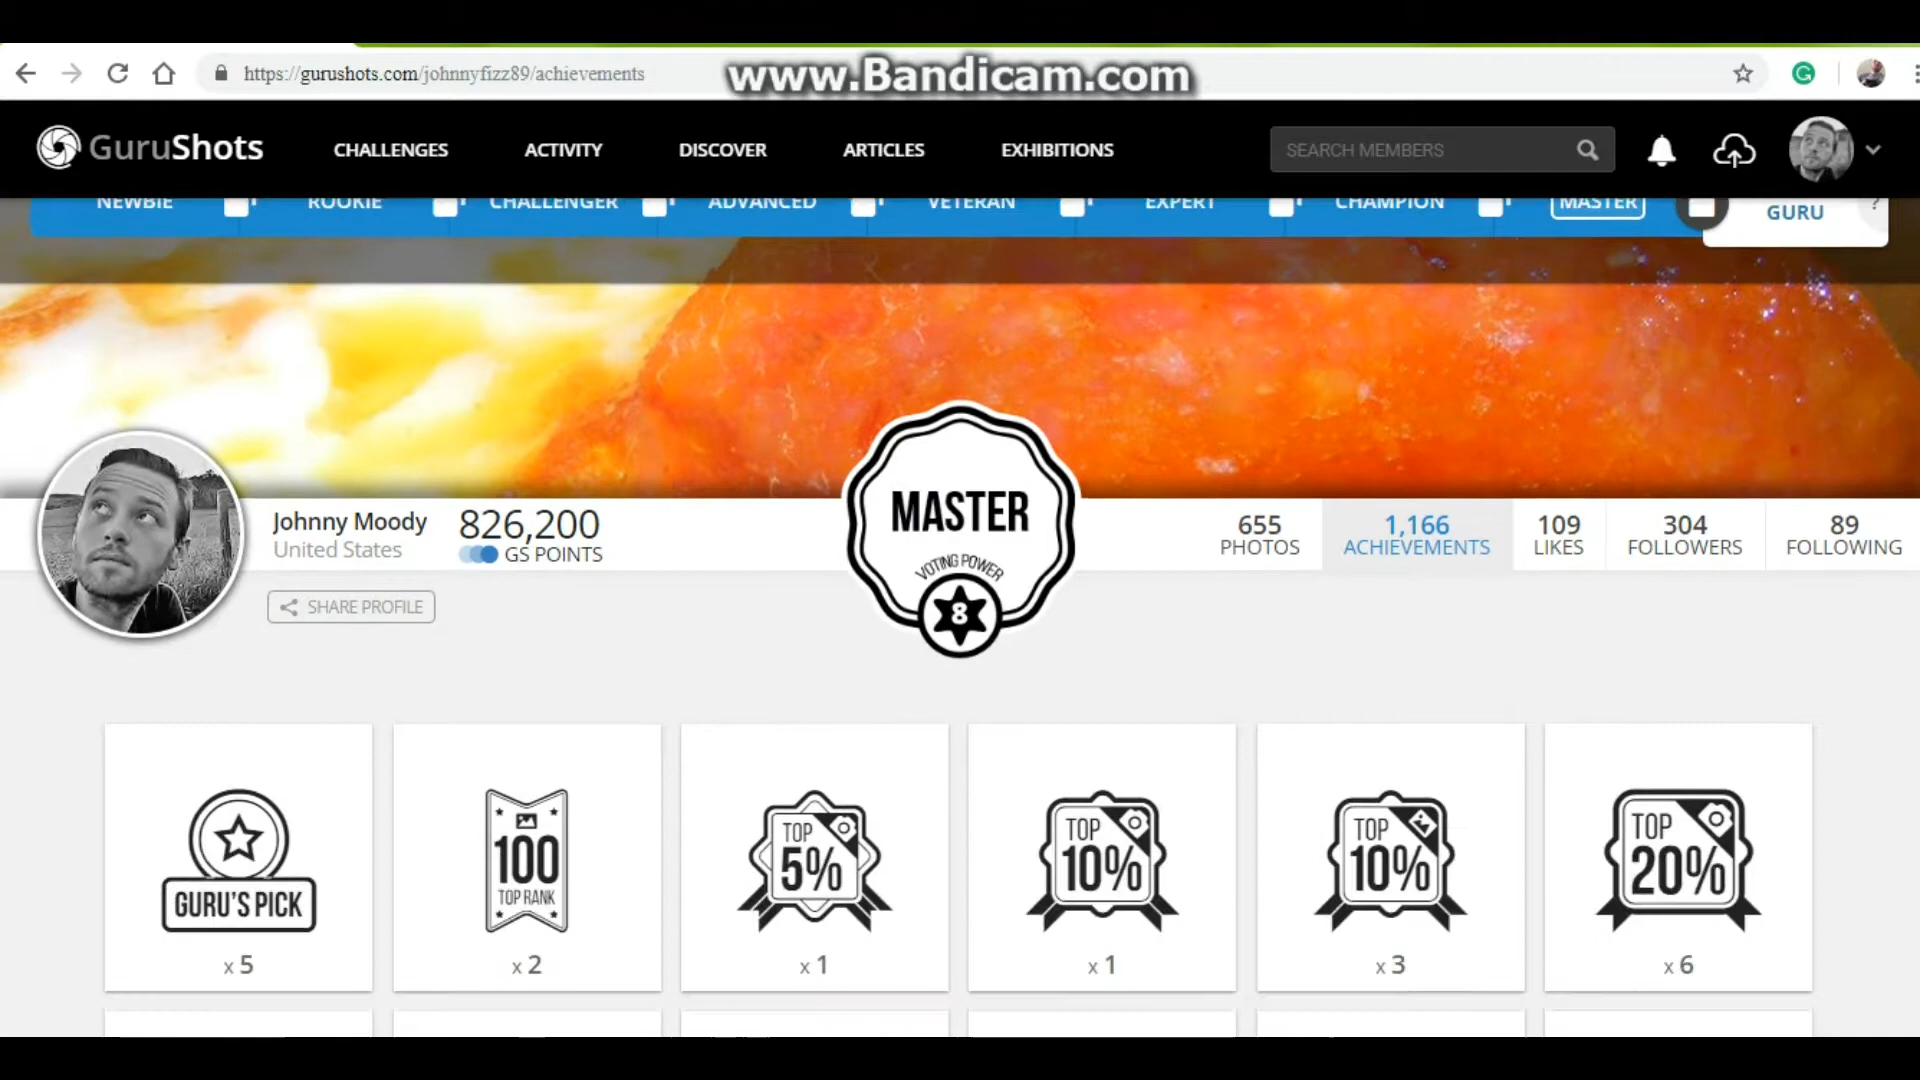 https://gurushots.com/johnnyfizz89/achievements
www.Bandicam.com
GuruShots
CHALLENGES
ACTIVITY
DISCOVER
ARTICLES
EXHIBITIONS
SEARCH MEMBERS
NEWBIE
ROOKIE
CHALLENGER
ADVANCED
VETERAN
EXPERT
CHAMPION
MASTER
GURU
?
Johnny Moody
United States
826,200
GS POINTS
SHARE PROFILE
MASTER
VOTING POWER
8
655
PHOTOS
1,166
ACHIEVEMENTS
109
LIKES
304
FOLLOWERS
89
FOLLOWING
GURU'S PICK
x 5
100
TOP RANK
x 2
TOP
5%
x 1
TOP
10%
x 1
TOP
10%
x 3
TOP
20%
x 6